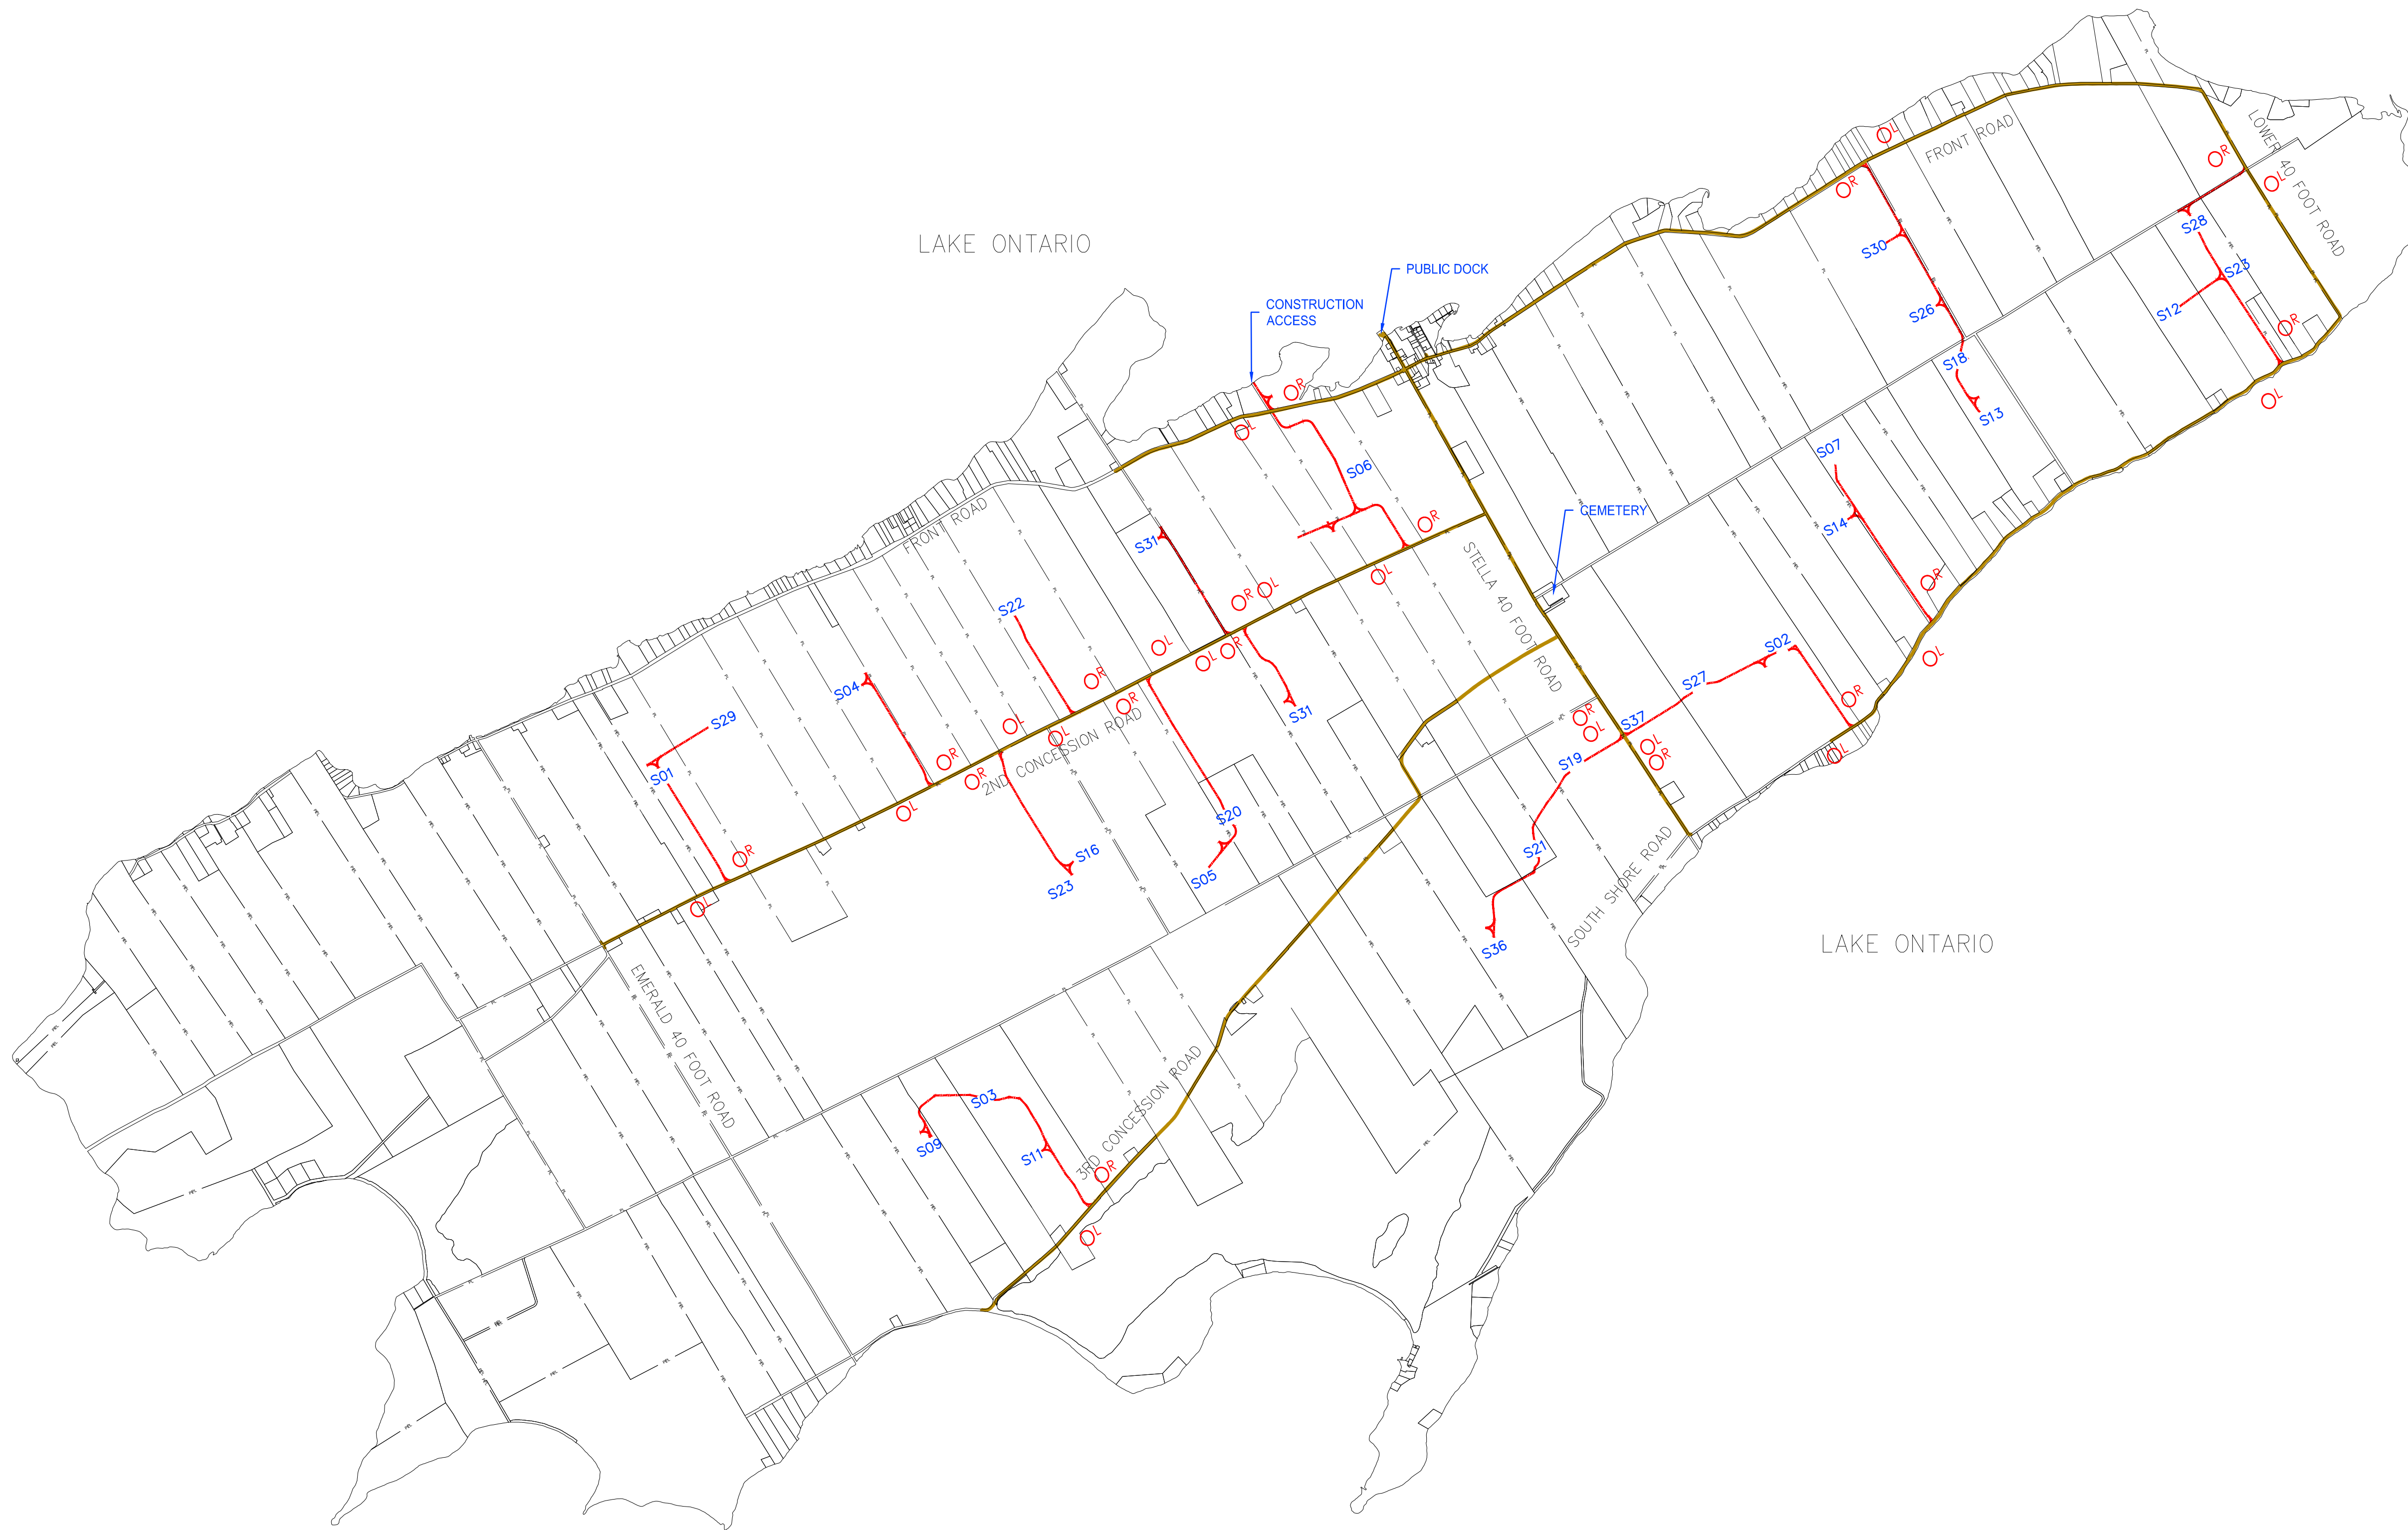 LAKE ONTARIO
PUBLIC DOCK
CONSTRUCTION
ACCESS
CEMETERY
LAKE ONTARIO
FRONT ROAD
LOWER 40 FOOT ROAD
FRONT ROAD
STELLA 40 FOOT ROAD
2ND CONCESSION ROAD
SOUTH SHORE ROAD
EMERALD 40 FOOT ROAD
3RD CONCESSION ROAD
S28
S23
S12
S30
S26
S18
S13
S07
S14
S06
S31
S22
S04
S29
S01
S31
S02
S27
S37
S19
S21
S36
S20
S05
S16
S23
S03
S09
S11
L
R
R
L
R
L
R
L
R
L
R
L
R
L
L
R
R
L
R
L
R
L
R
L
R
L
R
L
R
L
R
L
R
L
R
L